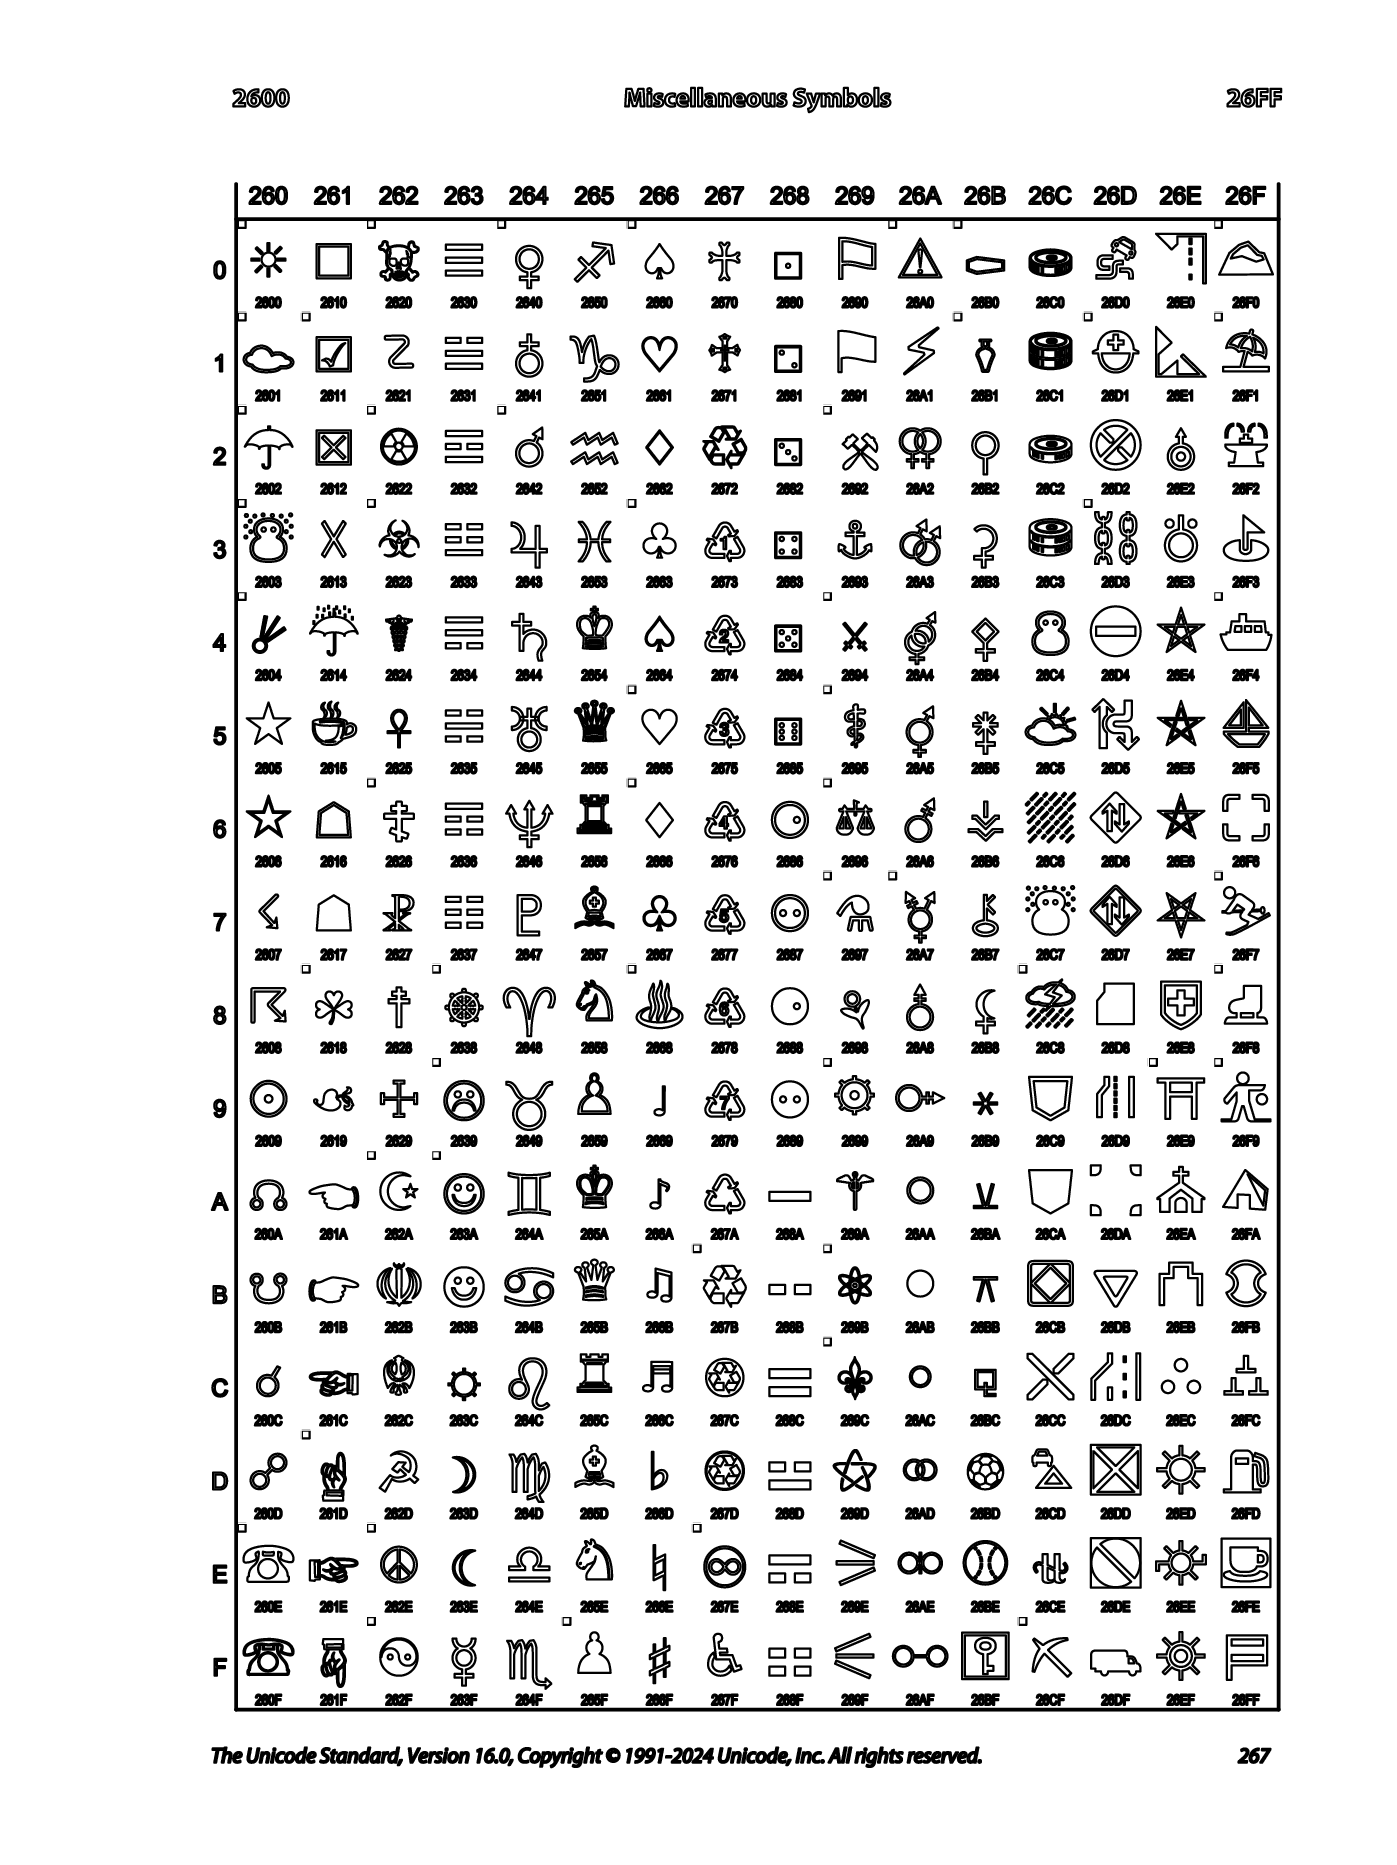 2600 Miscellaneous Symbols 26FF
260 261 262 263 264 265 266 267 268 269 26A 26B 26C 26D 26E 26F
0 ☀ ☐ ☠ ☰ ♀ ♐ ♠ ♰ ⚀ ⚐ ⚠ ⚰ ⛀ ⛐ ⛠ ⛰
2600 2610 2620 2630 2640 2650 2660 2670 2680 2690 26A0 26B0 26C0 26D0 26E0 26F0
1 ☁ ☑ ☡ ☱ ♁ ♑ ♡ ♱ ⚁ ⚑ ⚡ ⚱ ⛁ ⛑ ⛡ ⛱
2601 2611 2621 2631 2641 2651 2661 2671 2681 2691 26A1 26B1 26C1 26D1 26E1 26F1
2 ☂ ☒ ☢ ☲ ♂ ♒ ♢ ♲ ⚂ ⚒ ⚢ ⚲ ⛂ ⛒ ⛢ ⛲
2602 2612 2622 2632 2642 2652 2662 2672 2682 2692 26A2 26B2 26C2 26D2 26E2 26F2
3 ☃ ☓ ☣ ☳ ♃ ♓ ♣ ♳ ⚃ ⚓ ⚣ ⚳ ⛃ ⛓ ⛣ ⛳
2603 2613 2623 2633 2643 2653 2663 2673 2683 2693 26A3 26B3 26C3 26D3 26E3 26F3
4 ☄ ☔ ☤ ☴ ♄ ♔ ♤ ♴ ⚄ ⚔ ⚤ ⚴ ⛄ ⛔ ⛤ ⛴
2604 2614 2624 2634 2644 2654 2664 2674 2684 2694 26A4 26B4 26C4 26D4 26E4 26F4
5 ★ ☕ ☥ ☵ ♅ ♕ ♥ ♵ ⚅ ⚕ ⚥ ⚵ ⛅ ⛕ ⛥ ⛵
2605 2615 2625 2635 2645 2655 2665 2675 2685 2695 26A5 26B5 26C5 26D5 26E5 26F5
6 ☆ ☖ ☦ ☶ ♆ ♖ ♦ ♶ ⚆ ⚖ ⚦ ⚶ ⛆ ⛖ ⛦ ⛶
2606 2616 2626 2636 2646 2656 2666 2676 2686 2696 26A6 26B6 26C6 26D6 26E6 26F6
7 ☇ ☗ ☧ ☷ ♇ ♗ ♧ ♷ ⚇ ⚗ ⚧ ⚷ ⛇ ⛗ ⛧ ⛷
2607 2617 2627 2637 2647 2657 2667 2677 2687 2697 26A7 26B7 26C7 26D7 26E7 26F7
8 ☈ ☘ ☨ ☸ ♈ ♘ ♨ ♸ ⚈ ⚘ ⚨ ⚸ ⛈ ⛘ ⛨ ⛸
2608 2618 2628 2638 2648 2658 2668 2678 2688 2698 26A8 26B8 26C8 26D8 26E8 26F8
9 ☉ ☙ ☩ ☹ ♉ ♙ ♩ ♹ ⚉ ⚙ ⚩ ⚹ ⛉ ⛙ ⛩ ⛹
2609 2619 2629 2639 2649 2659 2669 2679 2689 2699 26A9 26B9 26C9 26D9 26E9 26F9
A ☊ ☚ ☪ ☺ ♊ ♚ ♪ ♺ ⚊ ⚚ ⚪ ⚺ ⛊ ⛚ ⛪ ⛺
260A 261A 262A 263A 264A 265A 266A 267A 268A 269A 26AA 26BA 26CA 26DA 26EA 26FA
B ☋ ☛ ☫ ☻ ♋ ♛ ♫ ♻ ⚋ ⚛ ⚫ ⚻ ⛋ ⛛ ⛫ ⛻
260B 261B 262B 263B 264B 265B 266B 267B 268B 269B 26AB 26BB 26CB 26DB 26EB 26FB
C ☌ ☜ ☬ ☼ ♌ ♜ ♬ ♼ ⚌ ⚜ ⚬ ⚼ ⛌ ⛜ ⛬ ⛼
260C 261C 262C 263C 264C 265C 266C 267C 268C 269C 26AC 26BC 26CC 26DC 26EC 26FC
D ☍ ☝ ☭ ☽ ♍ ♝ ♭ ♽ ⚍ ⚝ ⚭ ⚽ ⛍ ⛝ ⛭ ⛽
260D 261D 262D 263D 264D 265D 266D 267D 268D 269D 26AD 26BD 26CD 26DD 26ED 26FD
E ☎ ☞ ☮ ☾ ♎ ♞ ♮ ♾ ⚎ ⚞ ⚮ ⚾ ⛎ ⛞ ⛮ ⛾
260E 261E 262E 263E 264E 265E 266E 267E 268E 269E 26AE 26BE 26CE 26DE 26EE 26FE
F ☏ ☟ ☯ ☿ ♏ ♟ ♯ ♿ ⚏ ⚟ ⚯ ⚿ ⛏ ⛟ ⛯ ⛿
260F 261F 262F 263F 264F 265F 266F 267F 268F 269F 26AF 26BF 26CF 26DF 26EF 26FF
The Unicode Standard, Version 16.0, Copyright © 1991-2024 Unicode, Inc. All rights reserved. 267